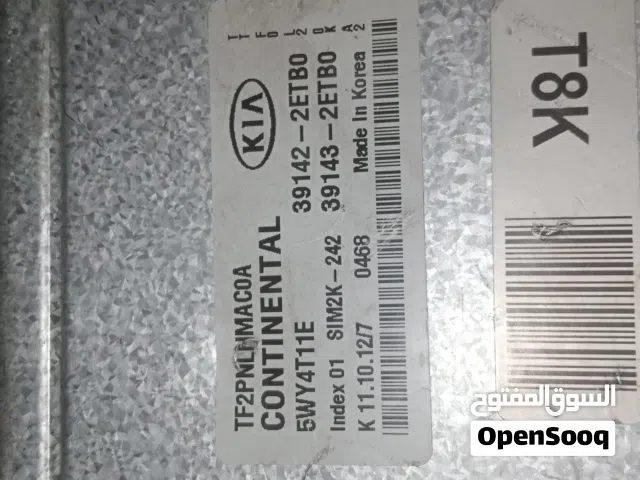 KIA
CONTINENTAL
5WY4T11E
39142-2ETB0
Index 01 SIM2K-242
39143-2ETB0
K 11.10.12/7
0468
Made In Korea
T8K
السوق المفتوح
OpenSooq